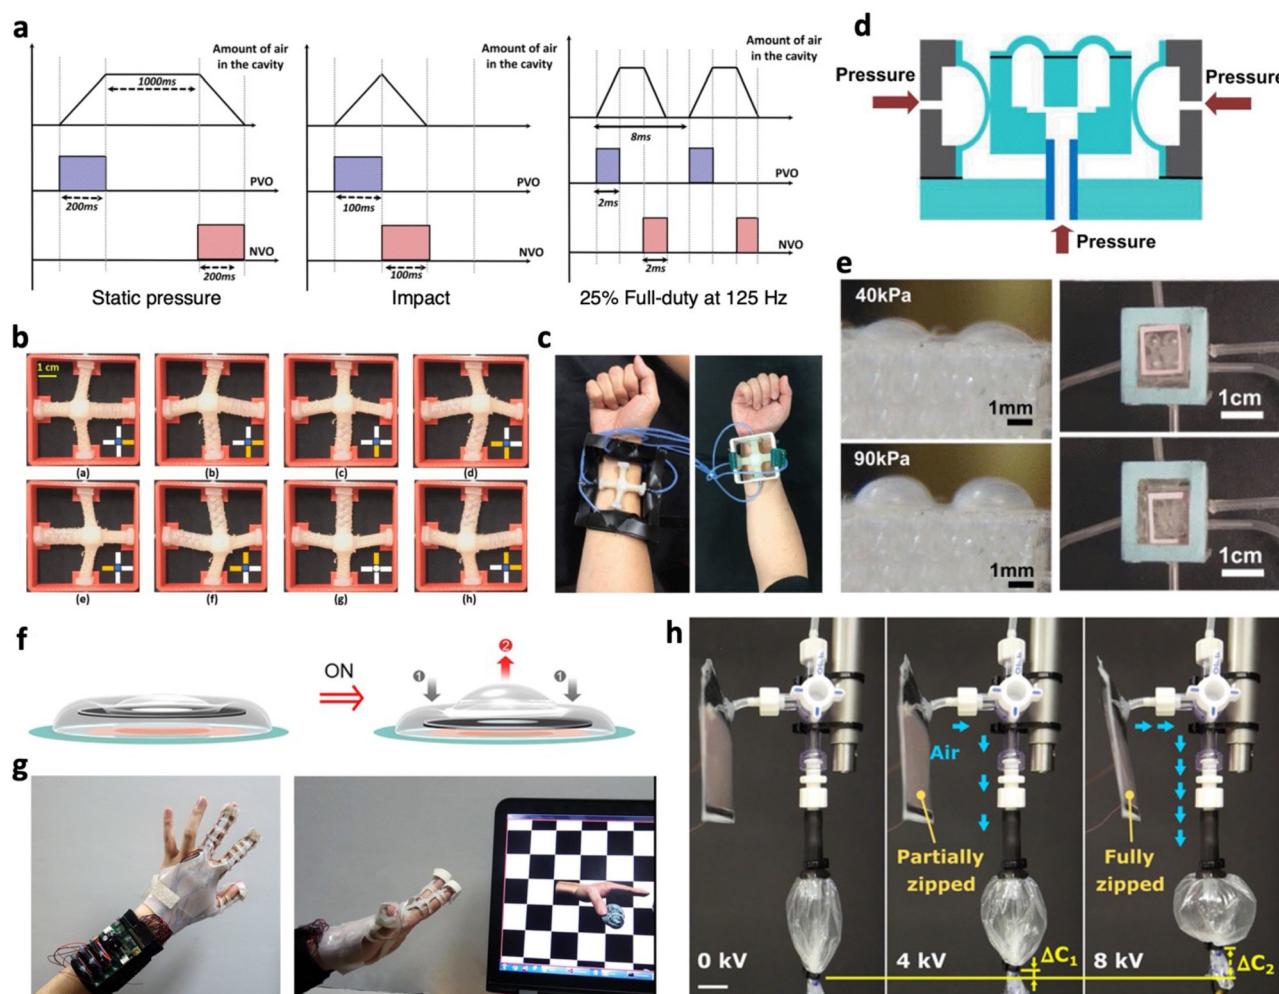 a
Amount of air
in the cavity
1000ms
PVO
200ms
NVO
200ms
Static pressure
Amount of air
in the cavity
PVO
100ms
NVO
100ms
Impact
Amount of air
in the cavity
8ms
PVO
2ms
NVO
2ms
25% Full-duty at 125 Hz
d
Pressure
Pressure
Pressure
b
1 cm
(a)
(b)
(c)
(d)
(e)
(f)
(g)
(h)
c
e
40kPa
1mm
1cm
90kPa
1mm
1cm
f
ON
1
2
1
g
h
Air
Partially
zipped
Fully
zipped
0 kV
4 kV
ΔC₁
8 kV
ΔC₂